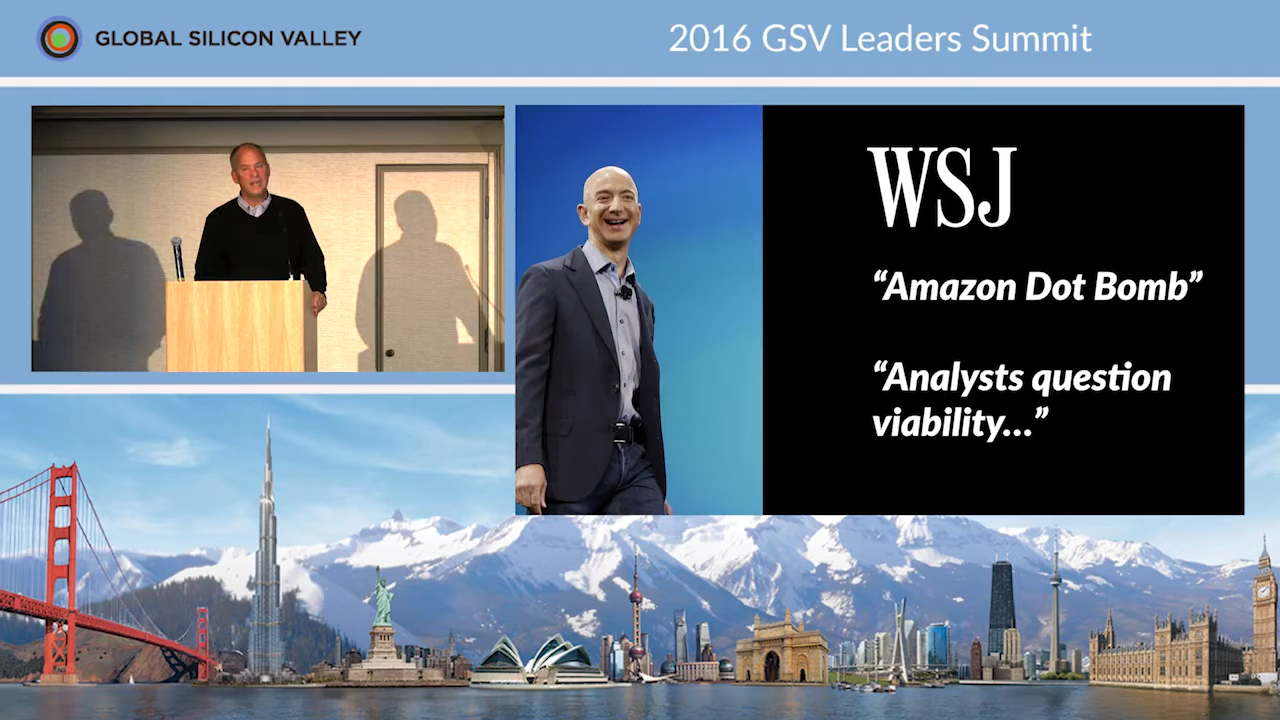 GLOBAL SILICON VALLEY
2016 GSV Leaders Summit
WSJ
“Amazon Dot Bomb”
“Analysts question
viability...”